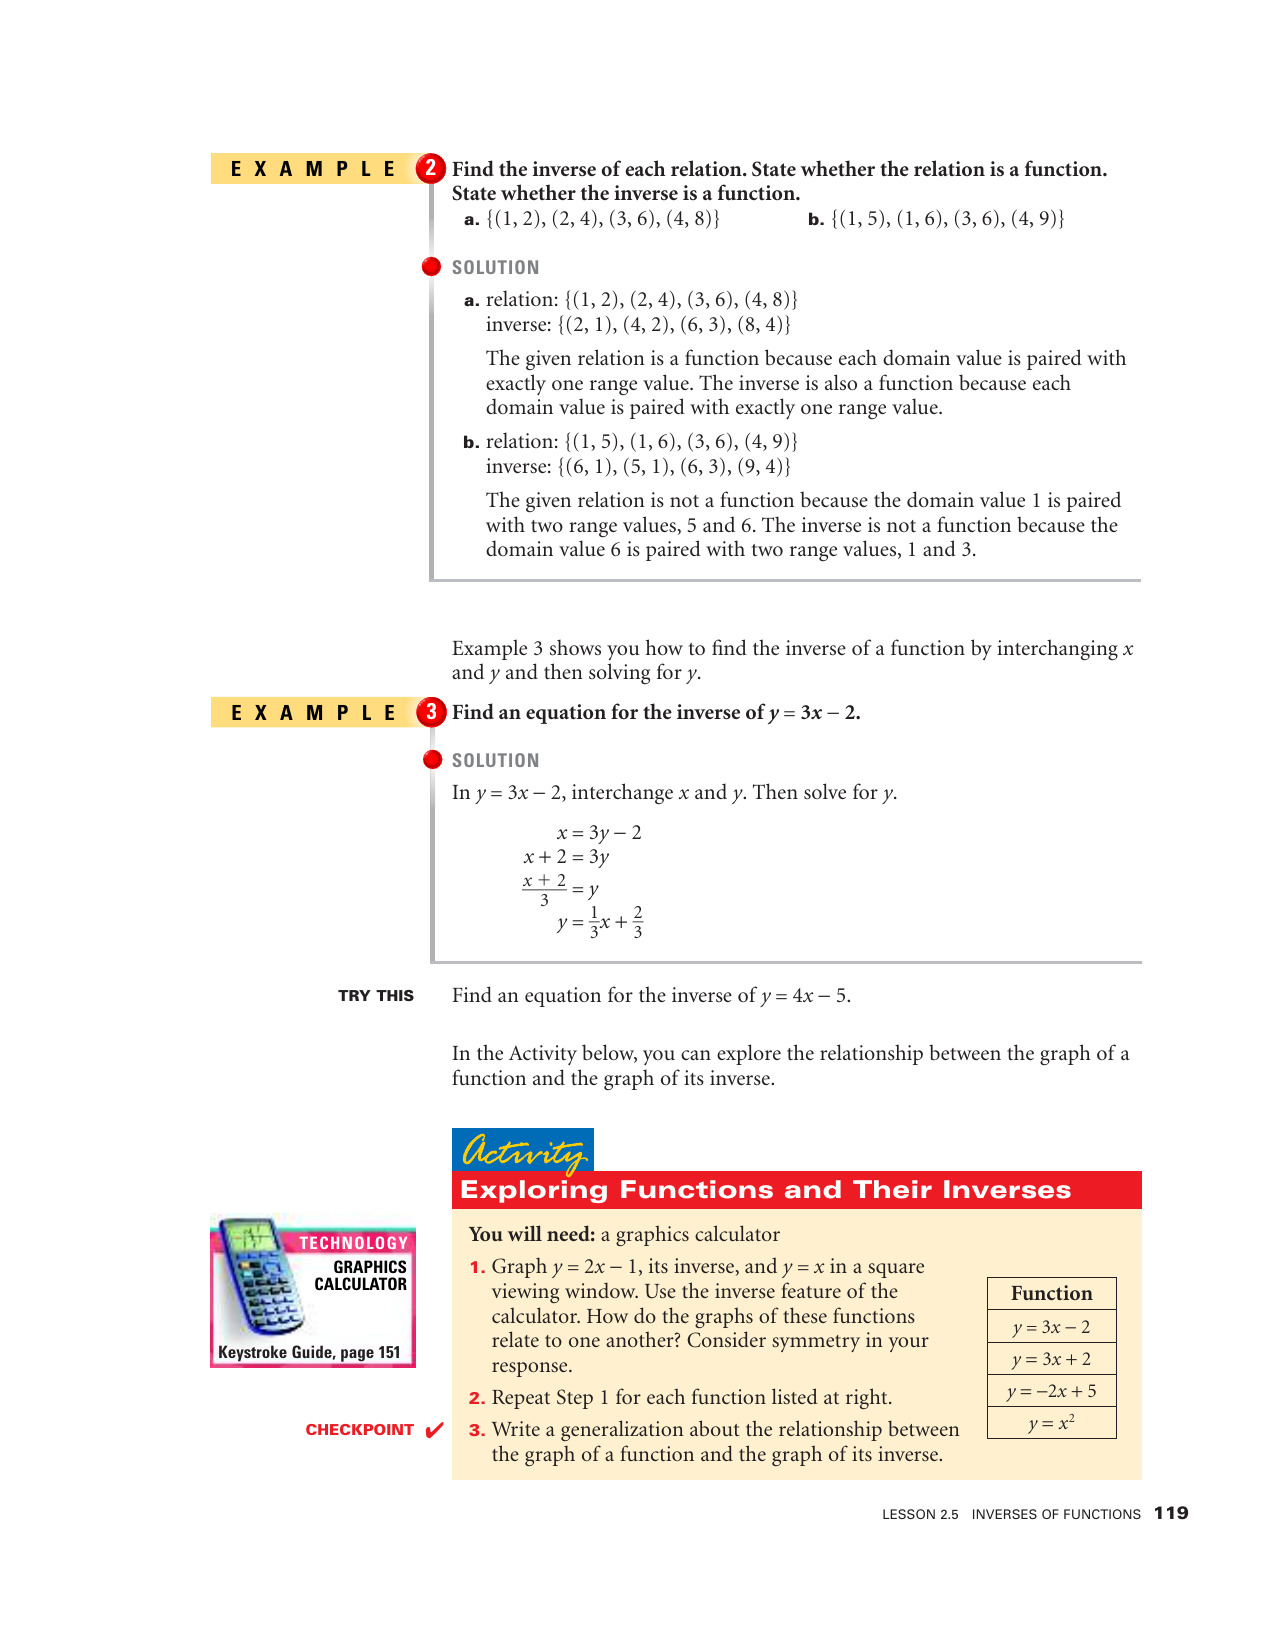 EXAMPLE 2 Find the inverse of each relation. State whether the relation is a function.
State whether the inverse is a function.
a. {(1, 2), (2, 4), (3, 6), (4, 8)} b. {(1, 5), (1, 6), (3, 6), (4, 9)}
SOLUTION
a. relation: {(1, 2), (2, 4), (3, 6), (4, 8)}
inverse: {(2, 1), (4, 2), (6, 3), (8, 4)}
The given relation is a function because each domain value is paired with
exactly one range value. The inverse is also a function because each
domain value is paired with exactly one range value.
b. relation: {(1, 5), (1, 6), (3, 6), (4, 9)}
inverse: {(6, 1), (5, 1), (6, 3), (9, 4)}
The given relation is not a function because the domain value 1 is paired
with two range values, 5 and 6. The inverse is not a function because the
domain value 6 is paired with two range values, 1 and 3.
Example 3 shows you how to find the inverse of a function by interchanging x
and y and then solving for y.
EXAMPLE 3 Find an equation for the inverse of y = 3x − 2.
SOLUTION
In y = 3x − 2, interchange x and y. Then solve for y.
x = 3y − 2
x + 2 = 3y
(x + 2)/3 = y
y = 1/3 x + 2/3
TRY THIS Find an equation for the inverse of y = 4x − 5.
In the Activity below, you can explore the relationship between the graph of a
function and the graph of its inverse.
Activity
Exploring Functions and Their Inverses
TECHNOLOGY
GRAPHICS
CALCULATOR
Keystroke Guide, page 151
You will need: a graphics calculator
1. Graph y = 2x − 1, its inverse, and y = x in a square
viewing window. Use the inverse feature of the
calculator. How do the graphs of these functions
relate to one another? Consider symmetry in your
response.
2. Repeat Step 1 for each function listed at right.
CHECKPOINT ✔ 3. Write a generalization about the relationship between
the graph of a function and the graph of its inverse.
Function
y = 3x − 2
y = 3x + 2
y = −2x + 5
y = x²
LESSON 2.5 INVERSES OF FUNCTIONS 119